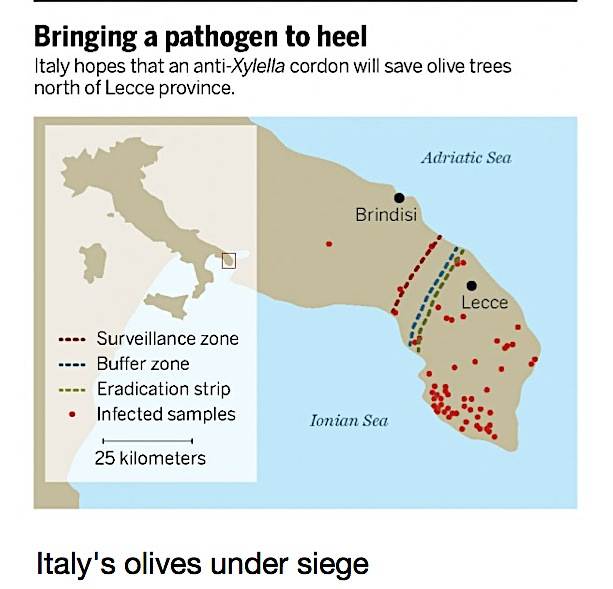 Bringing a pathogen to heel
Italy hopes that an anti-Xylella cordon will save olive trees
north of Lecce province.
Adriatic Sea
Brindisi
Lecce
Surveillance zone
Buffer zone
Eradication strip
Infected samples
Ionian Sea
25 kilometers
Italy's olives under siege